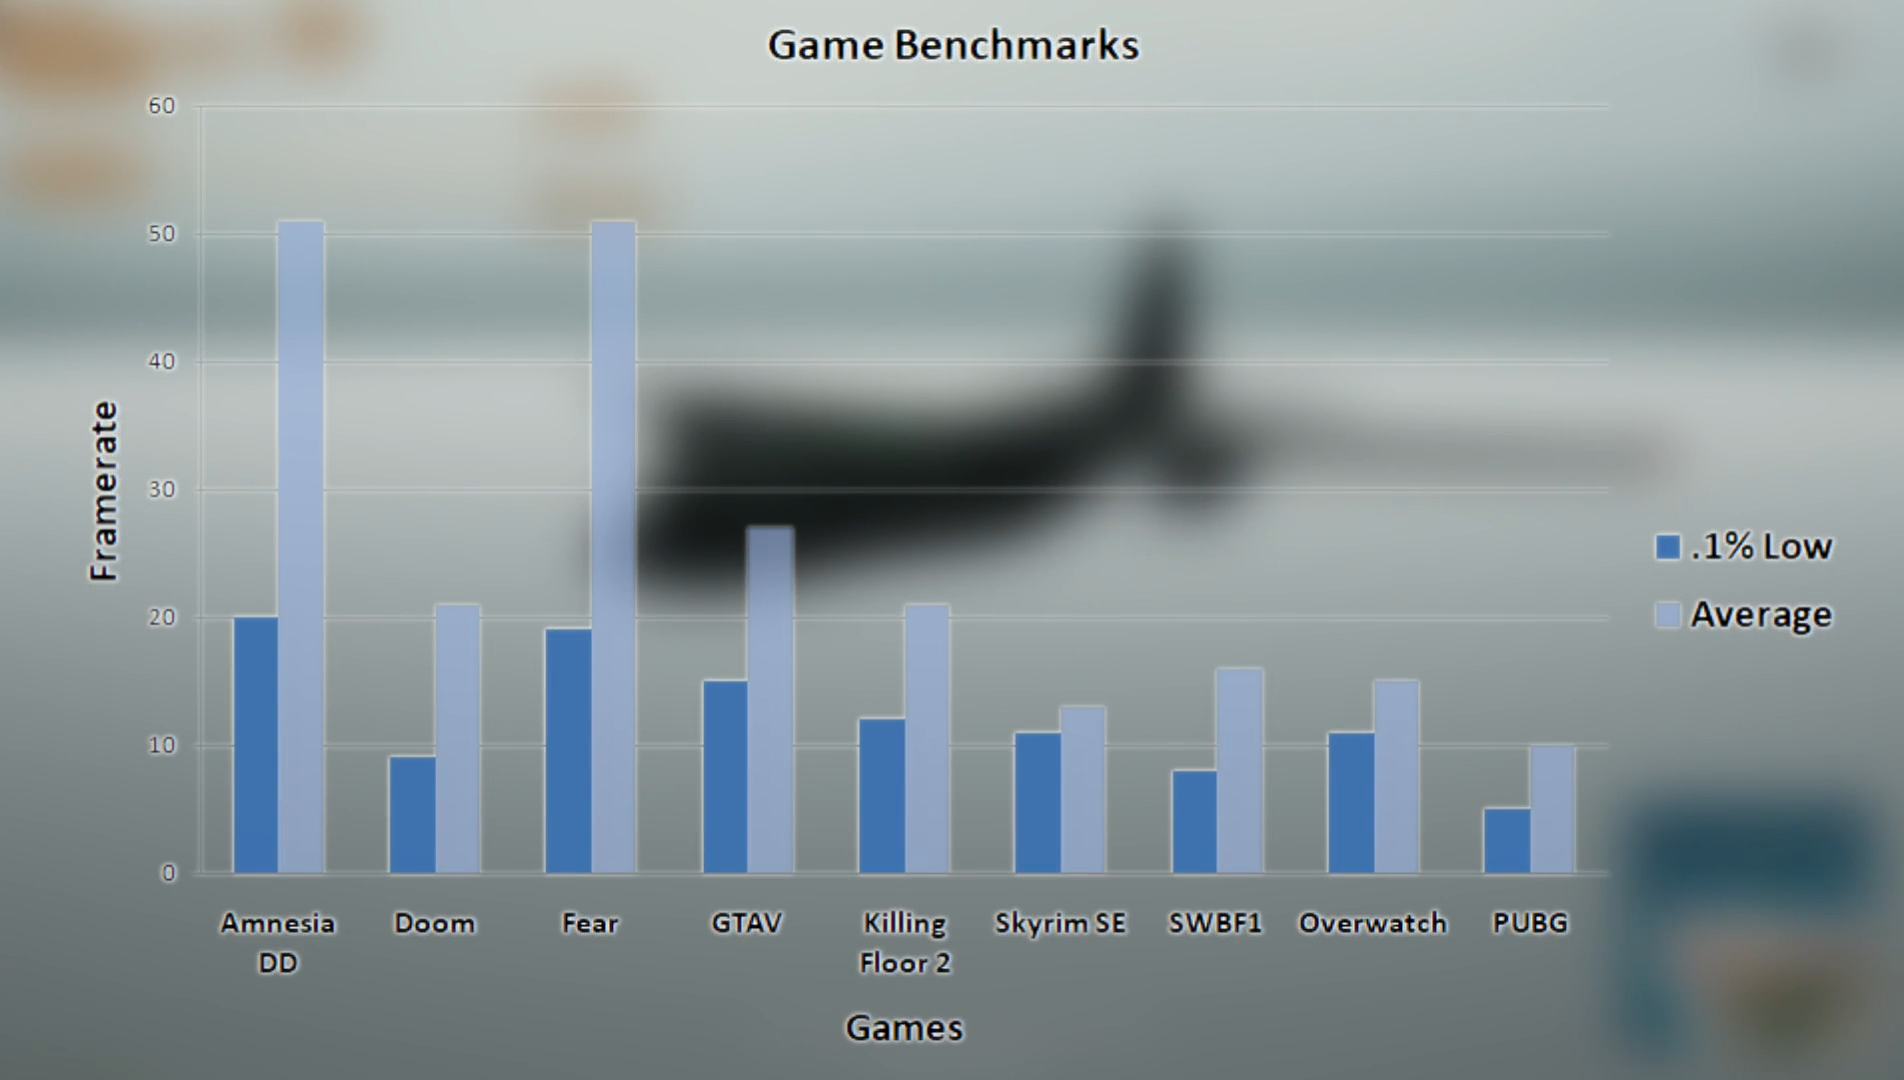 Game Benchmarks
60
50
40
30
20
10
0
Framerate
.1% Low
Average
Amnesia DD
Doom
Fear
GTAV
Killing Floor 2
Skyrim SE
SWBF1
Overwatch
PUBG
Games